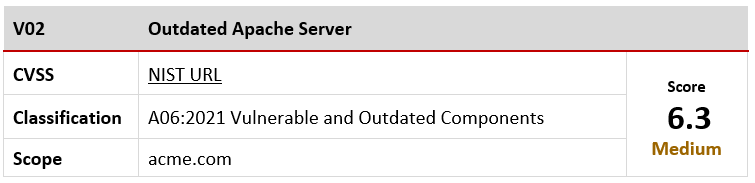 V02 Outdated Apache Server
CVSS NIST URL
Classification A06:2021 Vulnerable and Outdated Components
Scope acme.com
Score
6.3
Medium